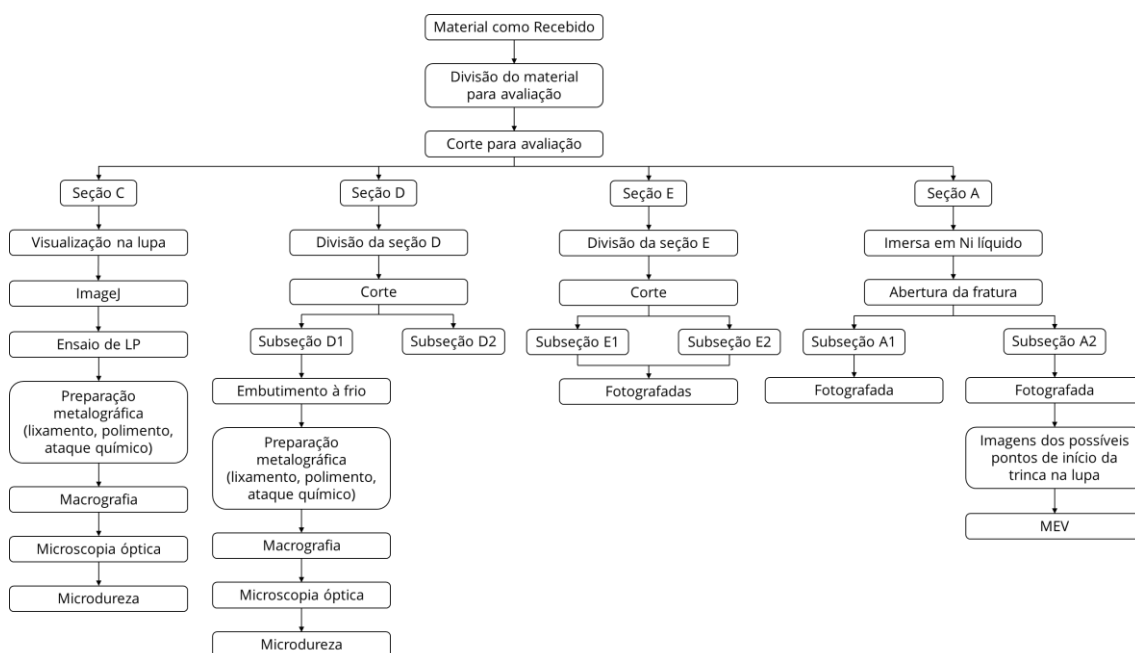 Material como Recebido
Divisão do material
para avaliação
Corte para avaliação
Seção C
Visualização na lupa
ImageJ
Ensaio de LP
Preparação
metalográfica
(lixamento, polimento,
ataque químico)
Macrografia
Microscopia óptica
Microdureza
Seção D
Divisão da seção D
Corte
Subseção D1
Subseção D2
Embutimento à frio
Preparação
metalográfica
(lixamento, polimento,
ataque químico)
Macrografia
Microscopia óptica
Microdureza
Seção E
Divisão da seção E
Corte
Subseção E1
Subseção E2
Fotografadas
Seção A
Imersa em Ni líquido
Abertura da fratura
Subseção A1
Fotografada
Subseção A2
Fotografada
Imagens dos possíveis
pontos de início da
trinca na lupa
MEV